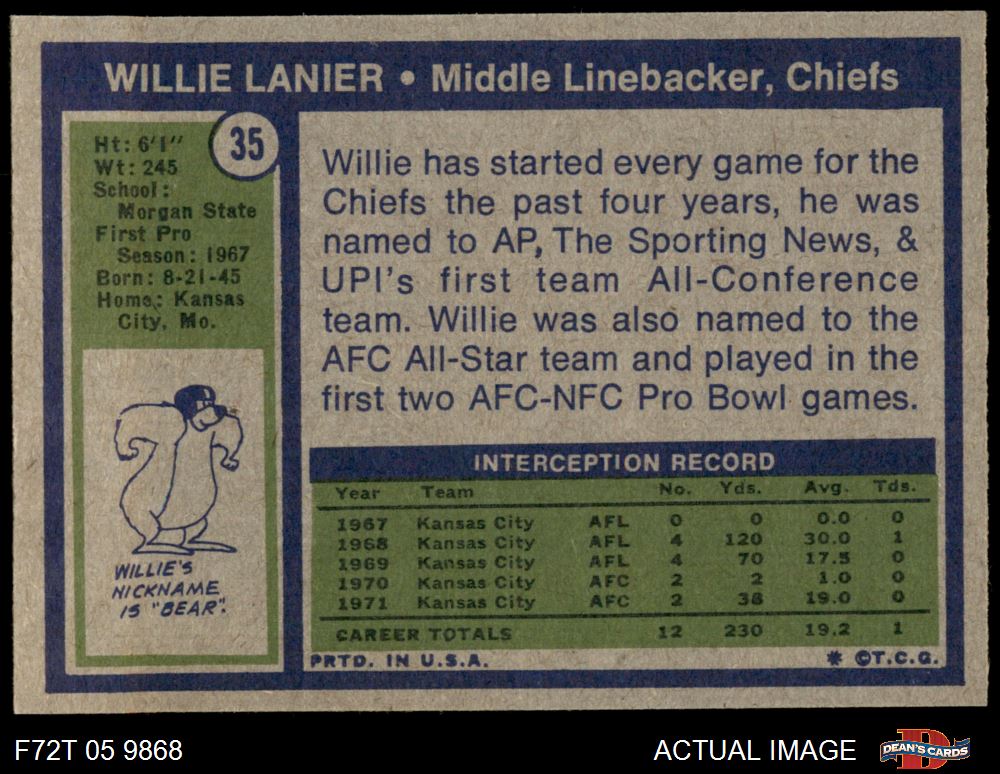 WILLIE LANIER • Middle Linebacker, Chiefs
35
Ht: 6'1"
Wt: 245
School:
Morgan State
First Pro
Season: 1967
Born: 8-21-45
Home: Kansas
City, Mo.
WILLIE'S
NICKNAME
IS "BEAR".
Willie has started every game for the
Chiefs the past four years, he was
named to AP, The Sporting News, &
UPI's first team All-Conference
team. Willie was also named to the
AFC All-Star team and played in the
first two AFC-NFC Pro Bowl games.
INTERCEPTION RECORD
Year Team No. Yds. Avg. Tds.
1967 Kansas City AFL 0 0 0.0 0
1968 Kansas City AFL 4 120 30.0 1
1969 Kansas City AFL 4 70 17.5 0
1970 Kansas City AFC 2 2 1.0 0
1971 Kansas City AFC 2 38 19.0 0
CAREER TOTALS 12 230 19.2 1
PRTD. IN U.S.A. * ©T.C.G.
F72T 05 9868 ACTUAL IMAGE DEAN'S CARDS